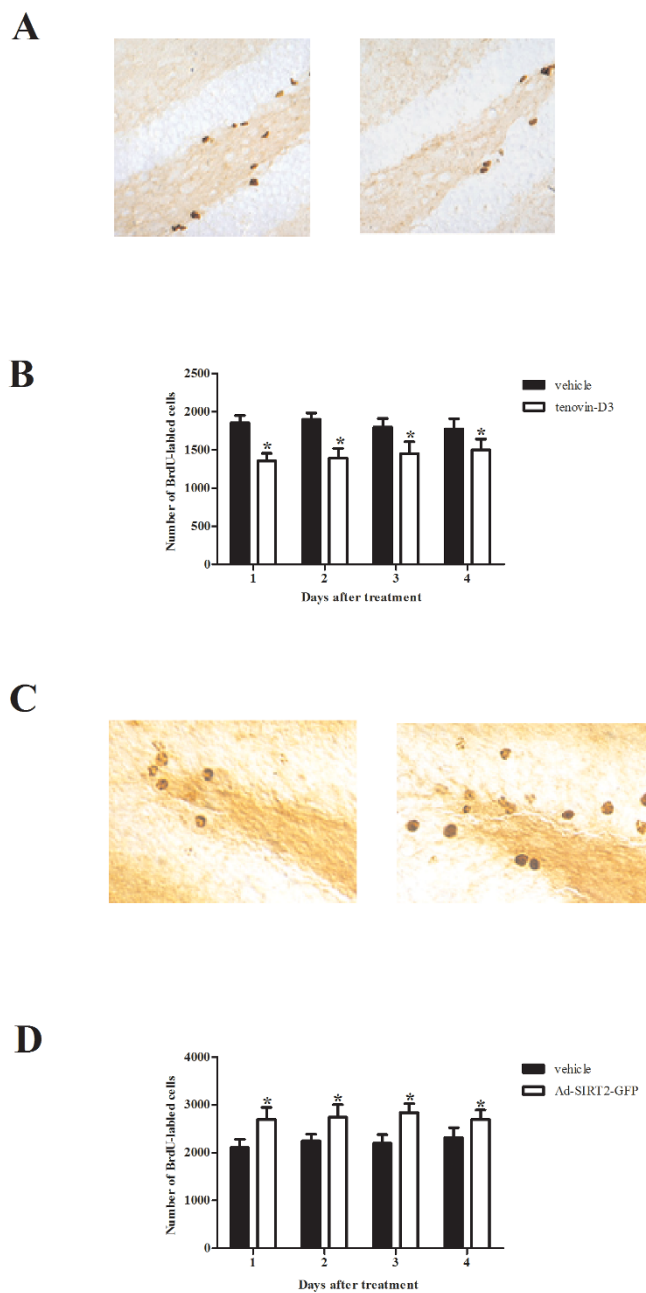 A
B
Number of BrdU-labled cells
2500
2000
1500
1000
500
0
* * * *
1 2 3 4
Days after treatment
vehicle
tenovin-D3
C
D
Number of BrdU-labled cells
4000
3000
2000
1000
0
* * * *
1 2 3 4
Days after treatment
vehicle
Ad-SIRT2-GFP